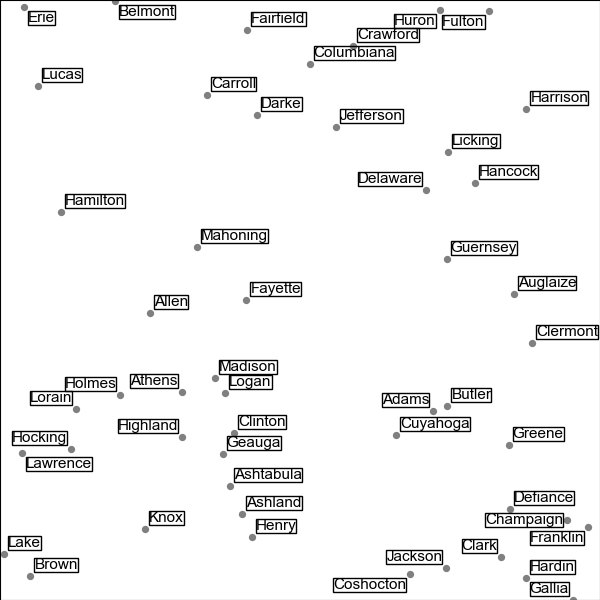 Erie
Belmont
Fairfield
Huron
Fulton
Crawford
Columbiana
Lucas
Carroll
Darke
Jefferson
Harrison
Licking
Hancock
Delaware
Hamilton
Mahoning
Guernsey
Auglaize
Fayette
Allen
Clermont
Madison
Logan
Athens
Holmes
Lorain
Butler
Adams
Cuyahoga
Clinton
Highland
Geauga
Hocking
Lawrence
Greene
Ashtabula
Ashland
Henry
Knox
Defiance
Champaign
Franklin
Lake
Brown
Clark
Jackson
Coshocton
Hardin
Gallia